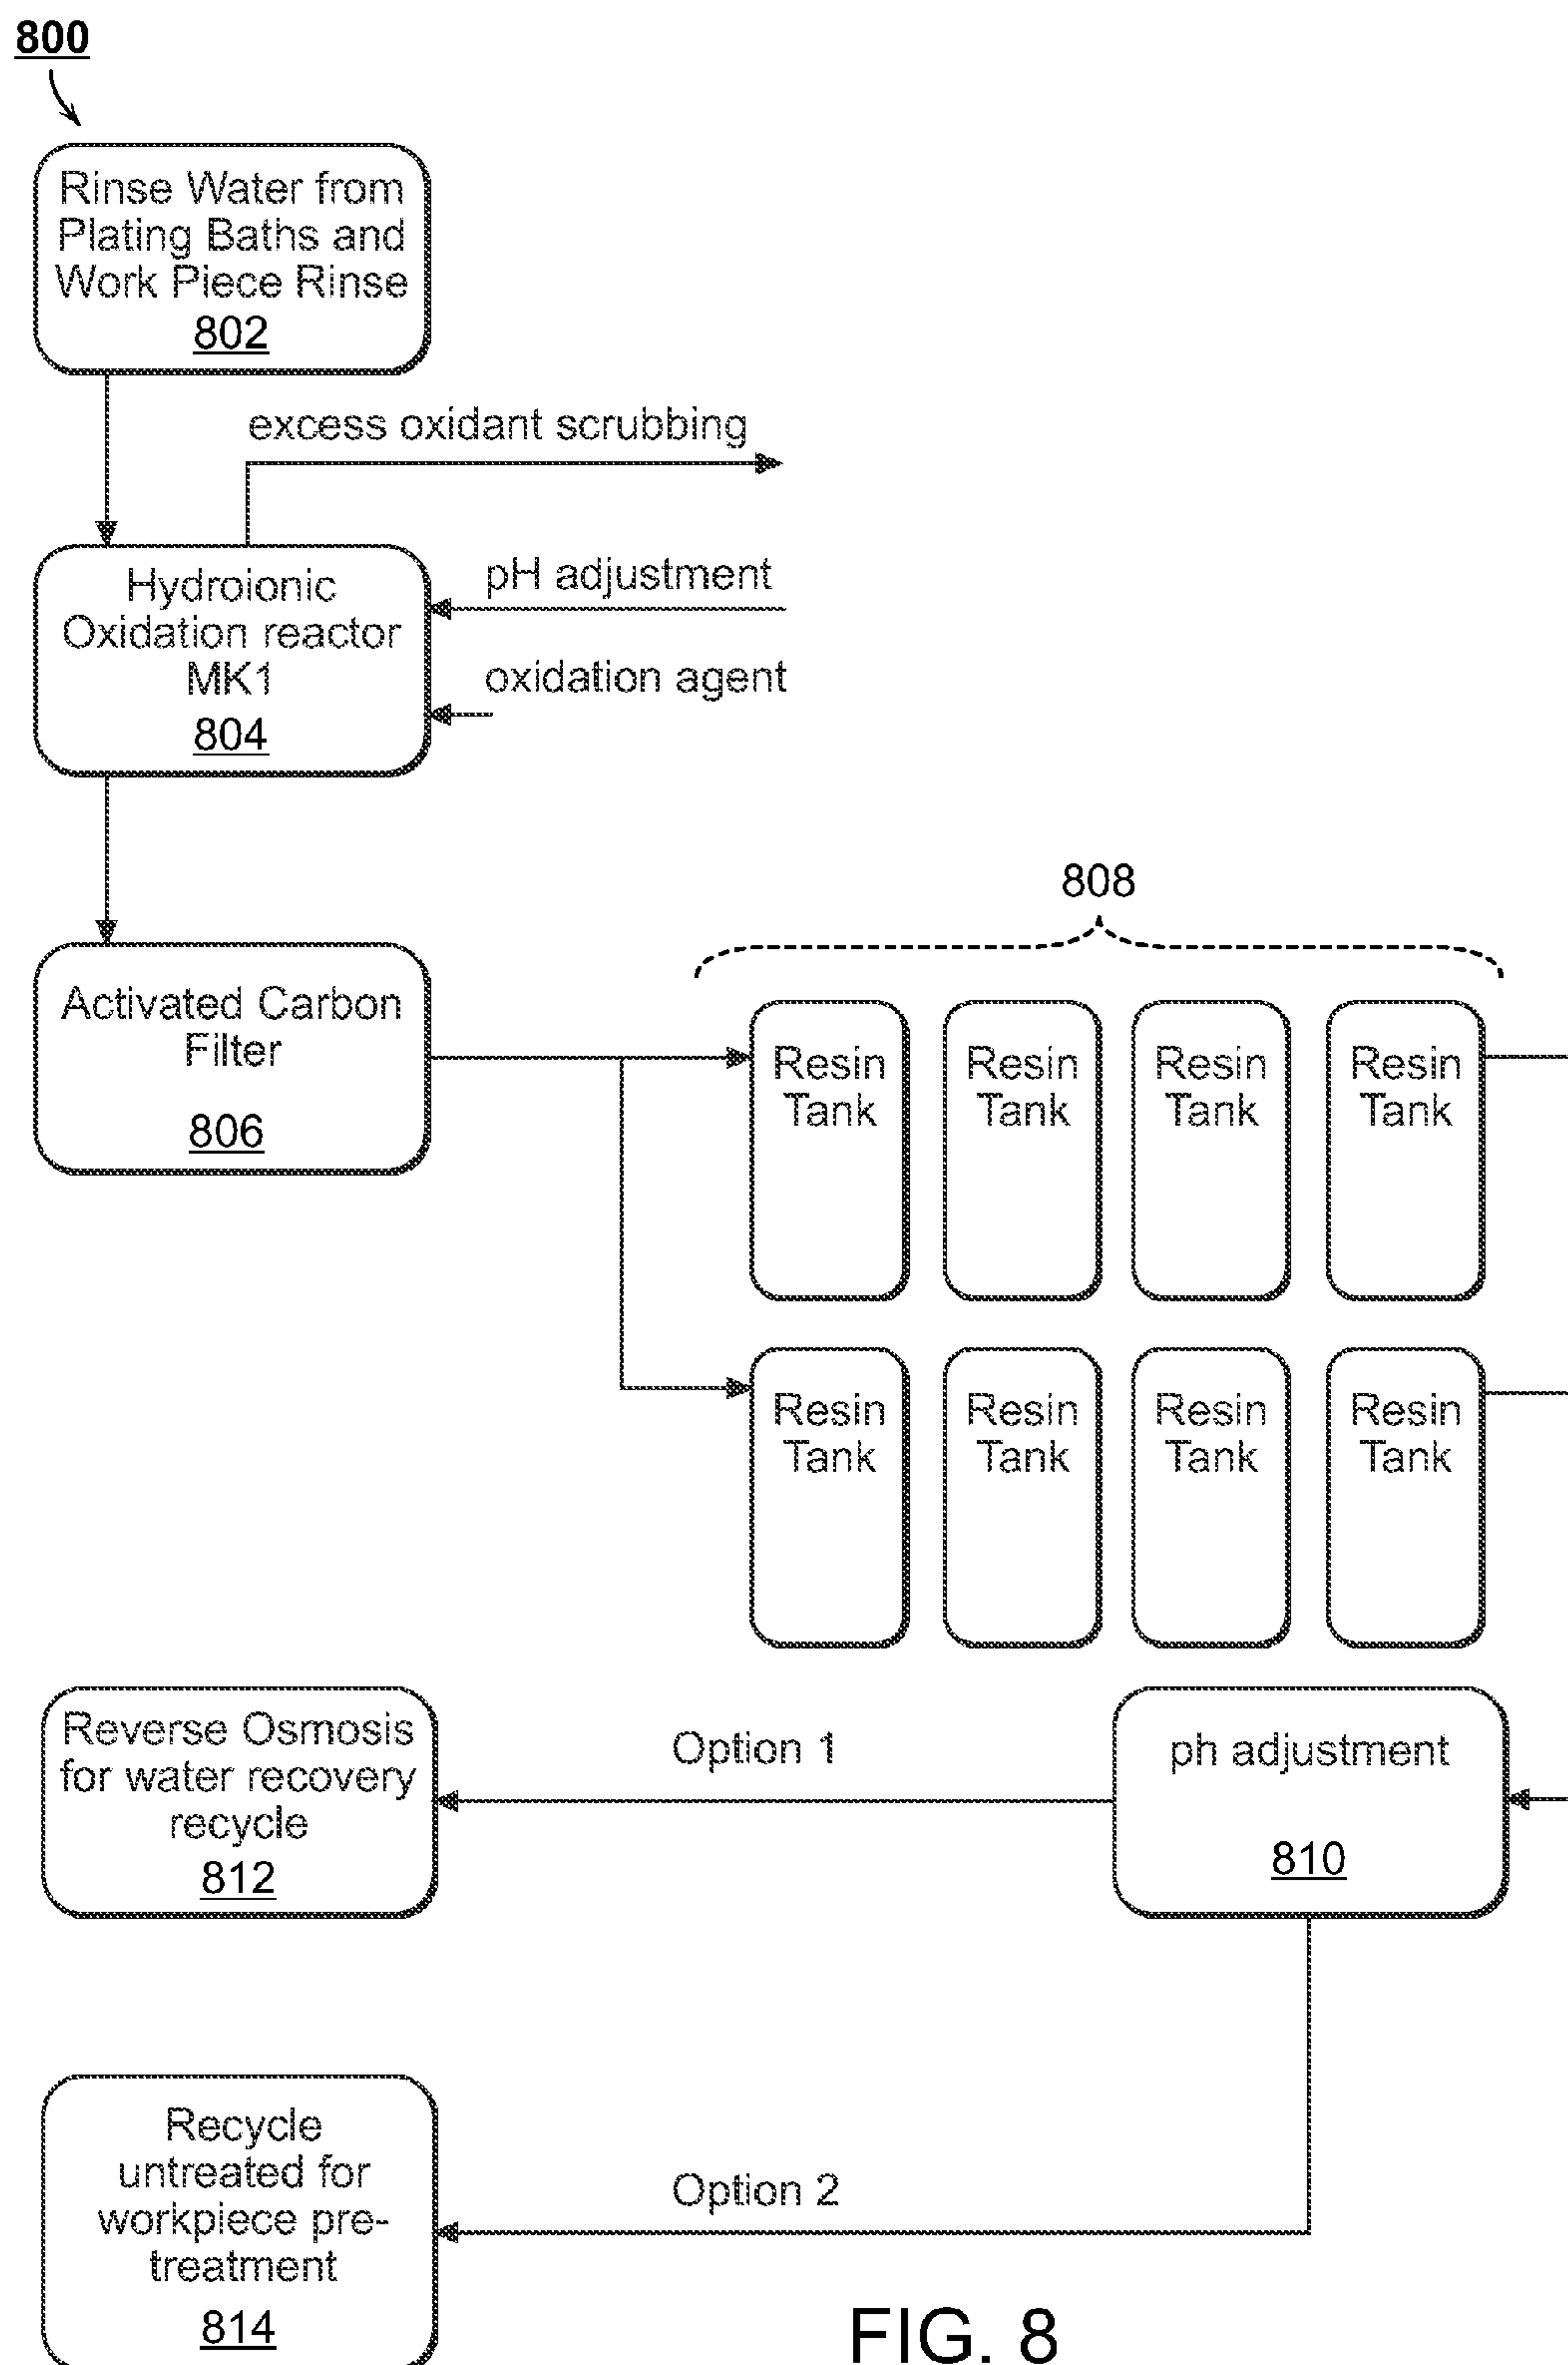 800
Rinse Water from
Plating Baths and
Work Piece Rinse
802
excess oxidant scrubbing
Hydroionic
Oxidation reactor
MK1
804
pH adjustment
oxidation agent
808
Activated Carbon
Filter
806
Resin
Tank
Resin
Tank
Resin
Tank
Resin
Tank
Resin
Tank
Resin
Tank
Resin
Tank
Resin
Tank
Reverse Osmosis
for water recovery
recycle
812
Option 1
ph adjustment
810
Recycle
untreated for
workpiece pre-
treatment
814
Option 2
FIG. 8